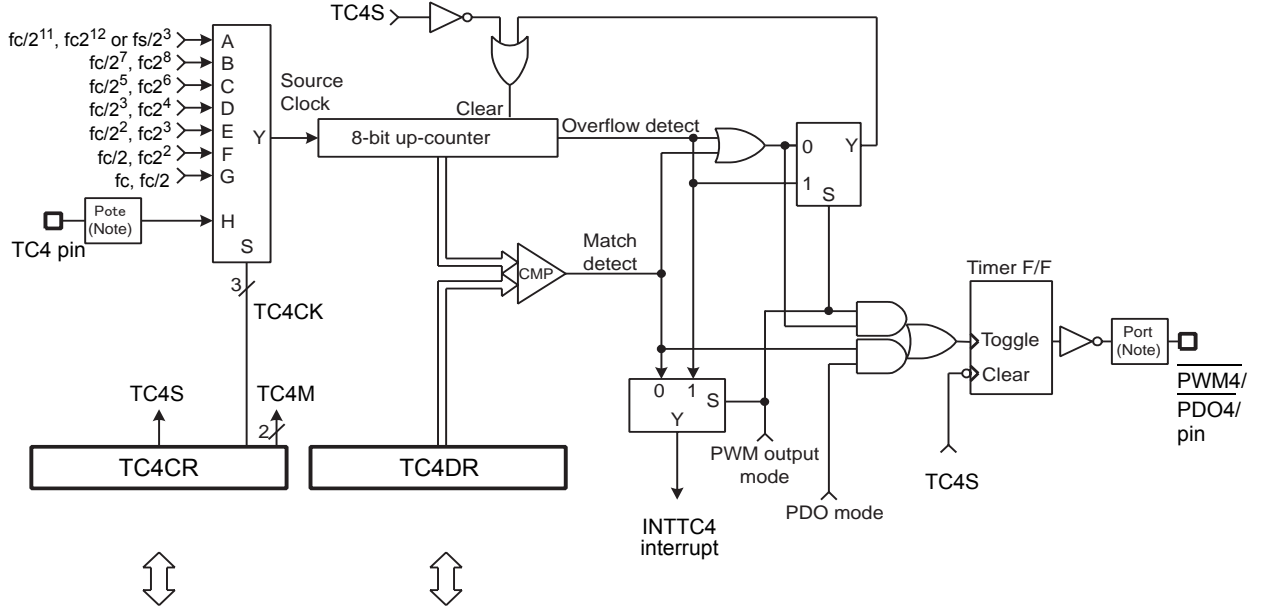 TC4S
fc/2^11, fc2^12 or fs/2^3
fc/2^7, fc2^8
fc/2^5, fc2^6
fc/2^3, fc2^4
fc/2^2, fc2^3
fc/2, fc2^2
fc, fc/2
A
B
C
D
E
F
G
H
Y
S
Source
Clock
Clear
8-bit up-counter
Overflow detect
0
1
Y
S
Pote
(Note)
TC4 pin
3
TC4CK
CMP
Match
detect
Timer F/F
Toggle
Clear
Port
(Note)
PWM4/
PDO4/
pin
TC4S
TC4M
2
0
1
S
Y
PWM output
mode
PDO mode
TC4S
TC4CR
TC4DR
INTTC4
interrupt